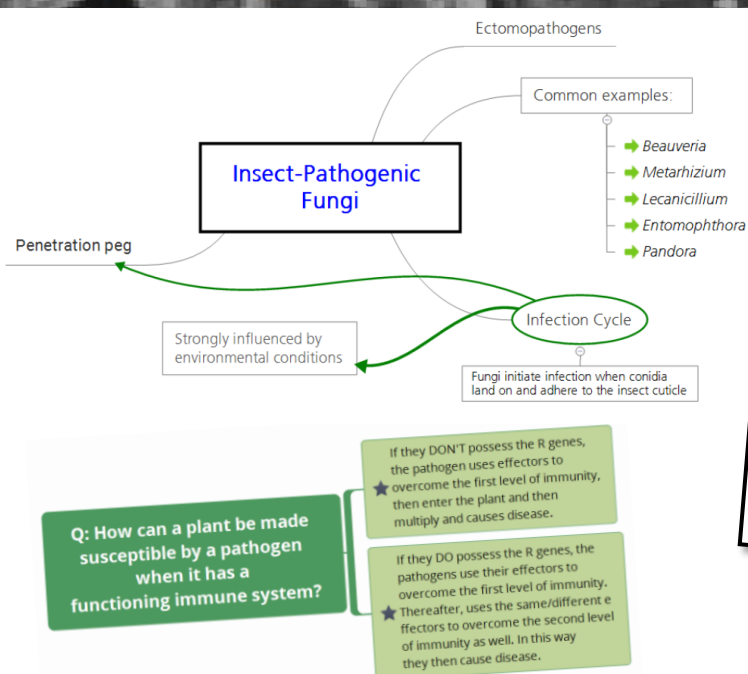 Ectomopathogens
Common examples:
Beauveria
Metarhizium
Lecanicillium
Entomophthora
Pandora
Insect-Pathogenic
Fungi
Penetration peg
Infection Cycle
Strongly influenced by
environmental conditions
Fungi initiate infection when conidia
land on and adhere to the insect cuticle
Q: How can a plant be made
susceptible by a pathogen
when it has a
functioning immune system?
If they DON'T possess the R genes,
the pathogen uses effectors to
overcome the first level of immunity,
then enter the plant and then
multiply and causes disease.
If they DO possess the R genes, the
pathogens use their effectors to
overcome the first level of immunity.
Thereafter, uses the same/different e
ffectors to overcome the second level
of immunity as well. In this way
they then cause disease.